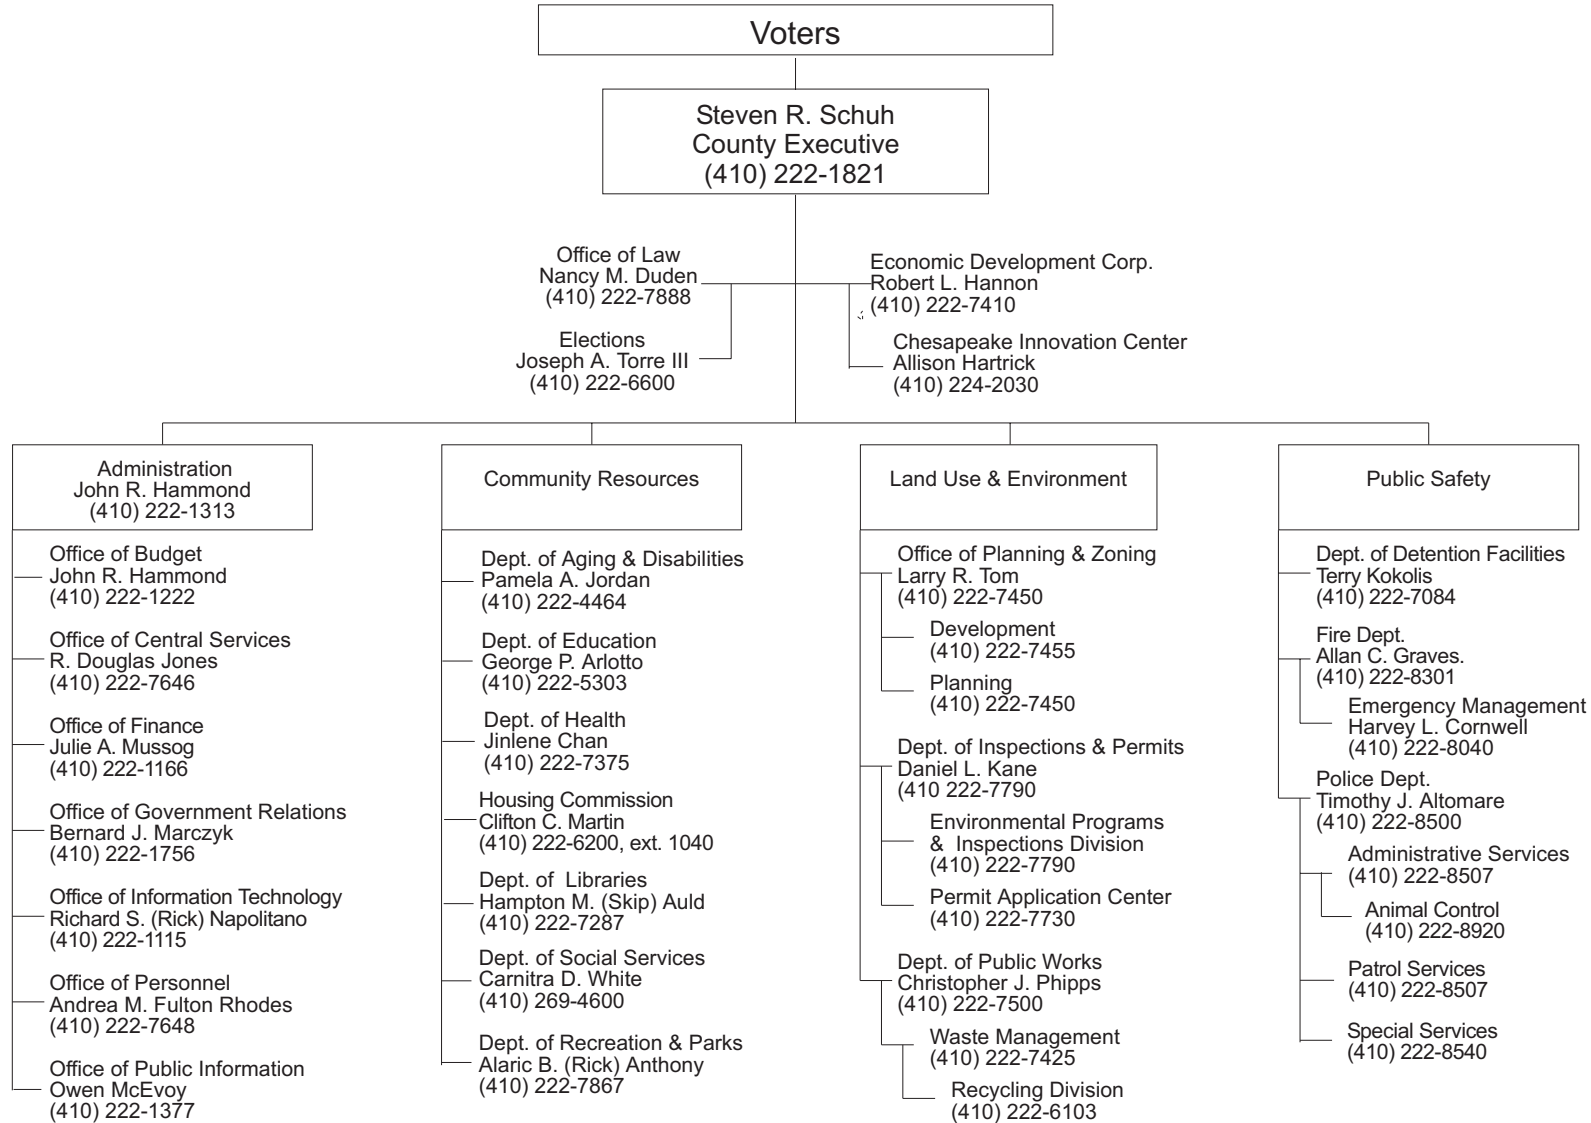 Voters
Steven R. Schuh
County Executive
(410) 222-1821
Office of Law
Nancy M. Duden
(410) 222-7888
Elections
Joseph A. Torre III
(410) 222-6600
Economic Development Corp.
Robert L. Hannon
(410) 222-7410
Chesapeake Innovation Center
Allison Hartrick
(410) 224-2030
Administration
John R. Hammond
(410) 222-1313
Office of Budget
John R. Hammond
(410) 222-1222
Office of Central Services
R. Douglas Jones
(410) 222-7646
Office of Finance
Julie A. Mussog
(410) 222-1166
Office of Government Relations
Bernard J. Marczyk
(410) 222-1756
Office of Information Technology
Richard S. (Rick) Napolitano
(410) 222-1115
Office of Personnel
Andrea M. Fulton Rhodes
(410) 222-7648
Office of Public Information
Owen McEvoy
(410) 222-1377
Community Resources
Dept. of Aging & Disabilities
Pamela A. Jordan
(410) 222-4464
Dept. of Education
George P. Arlotto
(410) 222-5303
Dept. of Health
Jinlene Chan
(410) 222-7375
Housing Commission
Clifton C. Martin
(410) 222-6200, ext. 1040
Dept. of  Libraries
Hampton M. (Skip) Auld
(410) 222-7287
Dept. of Social Services
Carnitra D. White
(410) 269-4600
Dept. of Recreation & Parks
Alaric B. (Rick) Anthony
(410) 222-7867
Land Use & Environment
Office of Planning & Zoning
Larry R. Tom
(410) 222-7450
Development
(410) 222-7455
Planning
(410) 222-7450
Dept. of Inspections & Permits
Daniel L. Kane
(410 222-7790
Environmental Programs
&  Inspections Division
(410) 222-7790
Permit Application Center
(410) 222-7730
Dept. of Public Works
Christopher J. Phipps
(410) 222-7500
Waste Management
(410) 222-7425
Recycling Division
(410) 222-6103
Public Safety
Dept. of Detention Facilities
Terry Kokolis
(410) 222-7084
Fire Dept.
Allan C. Graves.
(410) 222-8301
Emergency Management
Harvey L. Cornwell
(410) 222-8040
Police Dept.
Timothy J. Altomare
(410) 222-8500
Administrative Services
(410) 222-8507
Animal Control
(410) 222-8920
Patrol Services
(410) 222-8507
Special Services
(410) 222-8540